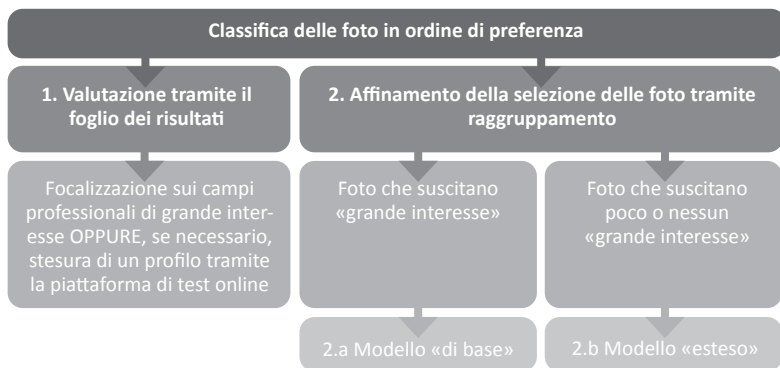 Classifica delle foto in ordine di preferenza
1. Valutazione tramite il
foglio dei risultati
2. Affinamento della selezione delle foto tramite
raggruppamento
Focalizzazione sui campi
professionali di grande inter-
esse OPPURE, se necessario,
stesura di un profilo tramite
la piattaforma di test online
Foto che suscitano
«grande interesse»
Foto che suscitano
poco o nessun
«grande interesse»
2.a Modello «di base»
2.b Modello «esteso»